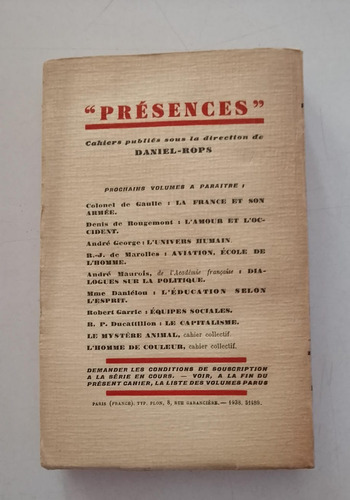 “PRÉSENCES”
Cahiers publiés sous la direction de
DANIEL-ROPS
PROCHAINS VOLUMES A PARAITRE :
Colonel de Gaulle : LA FRANCE ET SON
ARMÉE.
Denis de Rougemont : L'AMOUR ET L'OC-
CIDENT.
André George : L'UNIVERS HUMAIN.
R.-J. de Marolles : AVIATION, ÉCOLE DE
L'HOMME.
André Maurois, de l'Académie française : DIA-
LOGUES SUR LA POLITIQUE.
Mme Daniélou : L'ÉDUCATION SELON
L'ESPRIT.
Robert Garric : ÉQUIPES SOCIALES.
R. P. Ducattillon : LE CAPITALISME.
LE MYSTÈRE ANIMAL, cahier collectif.
L'HOMME DE COULEUR, cahier collectif.
DEMANDER LES CONDITIONS DE SOUSCRIPTION
A LA SÉRIE EN COURS. — VOIR, A LA FIN DU
PRÉSENT CAHIER, LA LISTE DES VOLUMES PARUS
PARIS (FRANCE). TYP. PLON, 8, RUE GARANCIÈRE. — 1938.